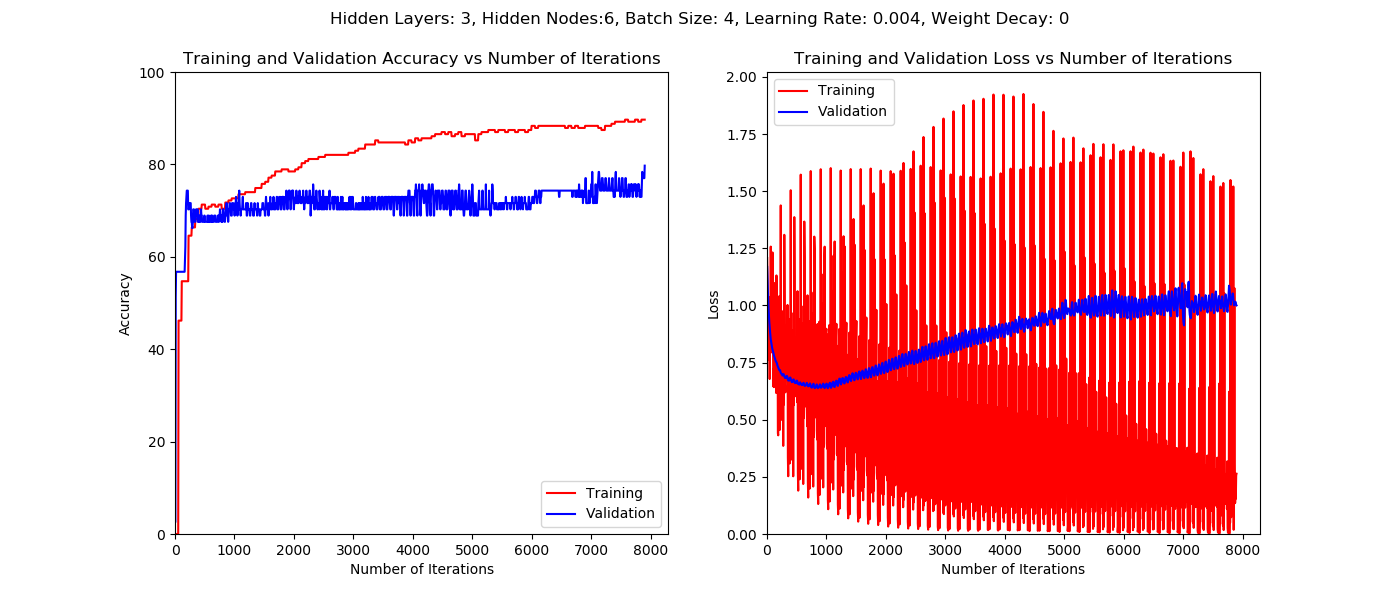 Hidden Layers: 3, Hidden Nodes:6, Batch Size: 4, Learning Rate: 0.004, Weight Decay: 0
Training and Validation Accuracy vs Number of Iterations
100
80
60
40
20
0
Accuracy
0 1000 2000 3000 4000 5000 6000 7000 8000
Number of Iterations
Training
Validation
Training and Validation Loss vs Number of Iterations
Training
Validation
2.00
1.75
1.50
1.25
1.00
0.75
0.50
0.25
0.00
Loss
0 1000 2000 3000 4000 5000 6000 7000 8000
Number of Iterations